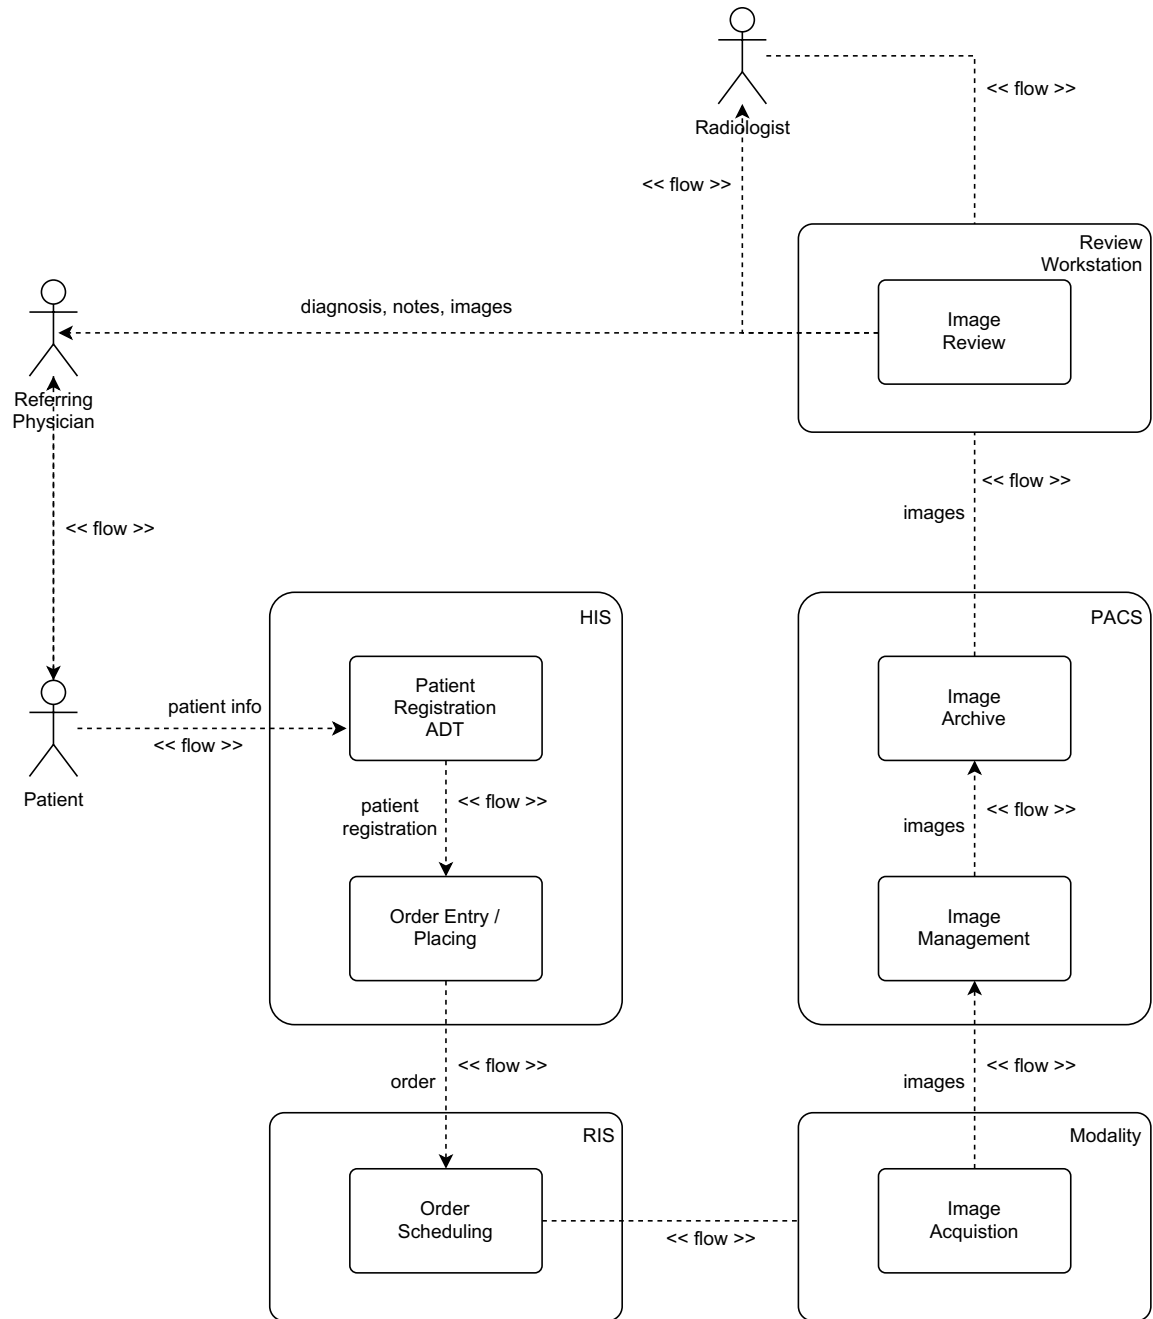 Radiologist
<< flow >>
<< flow >>
Review
Workstation
Image
Review
diagnosis, notes, images
Referring
Physician
<< flow >>
<< flow >>
images
HIS
PACS
Patient
Registration
ADT
Image
Archive
patient info
<< flow >>
Patient
patient
registration
<< flow >>
<< flow >>
images
Order Entry /
Placing
Image
Management
<< flow >>
order
<< flow >>
images
RIS
Modality
Order
Scheduling
<< flow >>
Image
Acquistion